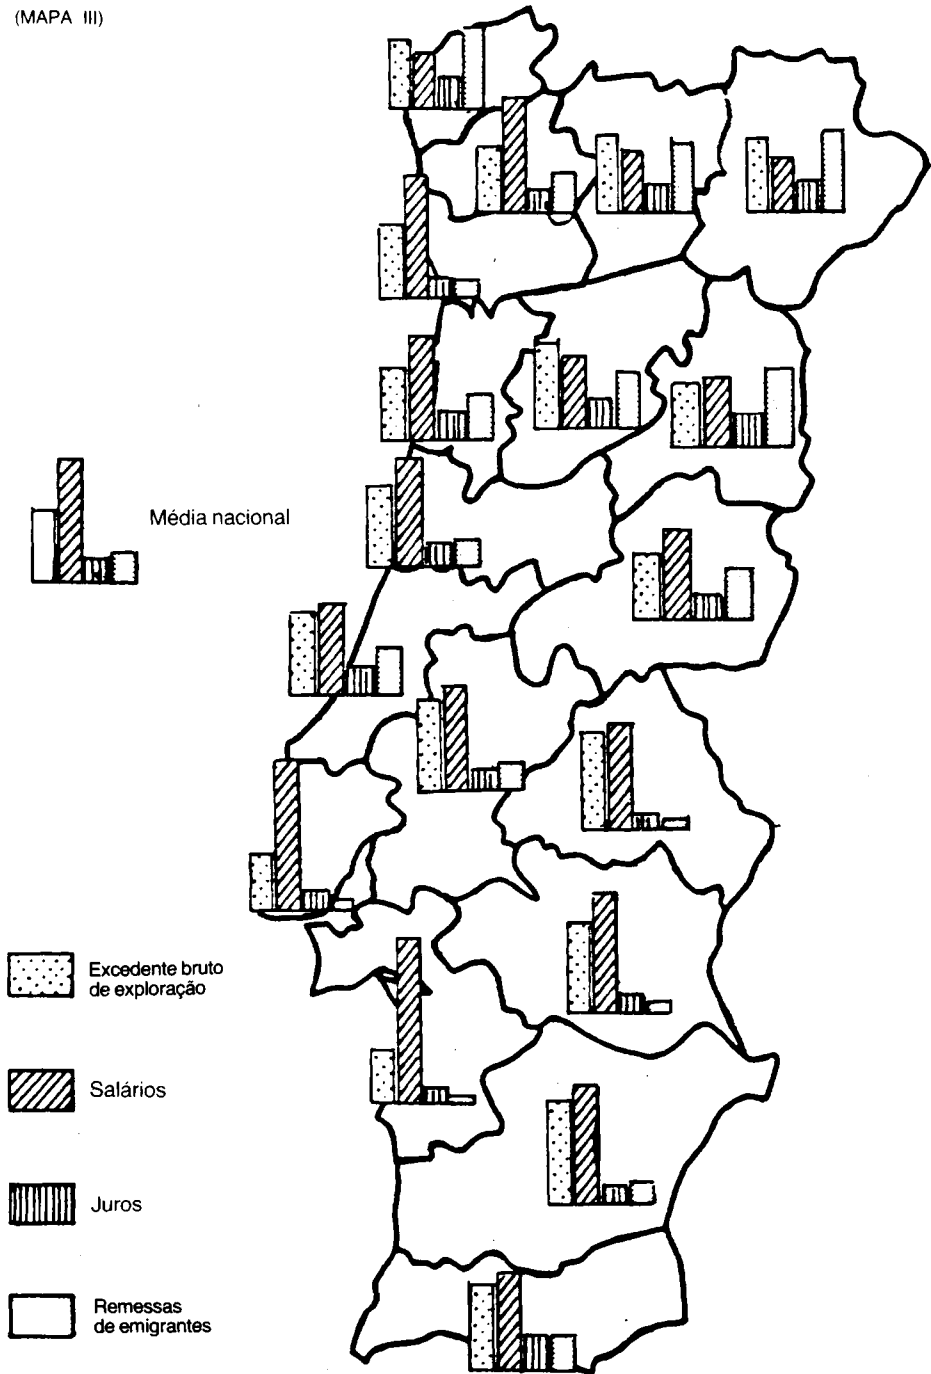 (MAPA III)
Média nacional
Excedente bruto
de exploração
Salários
Juros
Remessas
de emigrantes